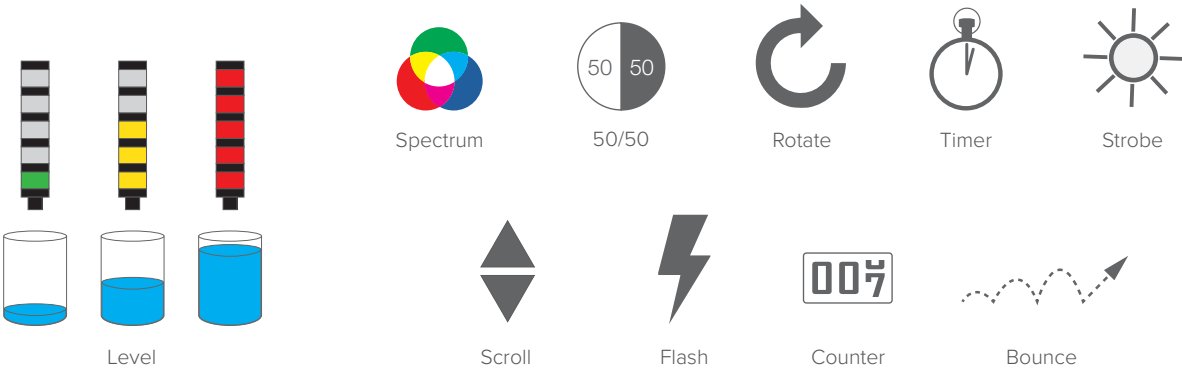 50 50
Spectrum
50/50
Rotate
Timer
Strobe
Level
Scroll
Flash
Counter
Bounce